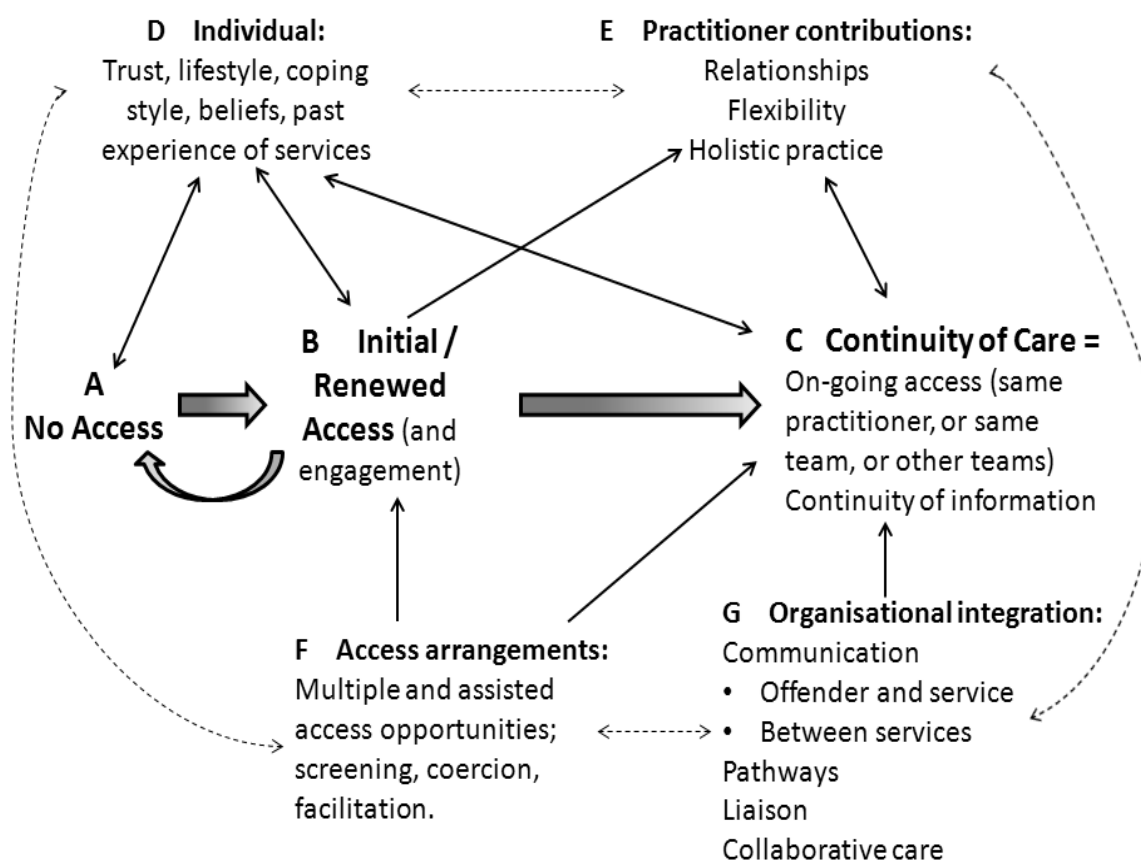 D Individual:
Trust, lifestyle, coping
style, beliefs, past
experience of services
E Practitioner contributions:
Relationships
Flexibility
Holistic practice
A
No Access
B Initial /
Renewed
Access (and
engagement)
C Continuity of Care =
On-going access (same
practitioner, or same
team, or other teams)
Continuity of information
F Access arrangements:
Multiple and assisted
access opportunities;
screening, coercion,
facilitation.
G Organisational integration:
Communication
• Offender and service
• Between services
Pathways
Liaison
Collaborative care